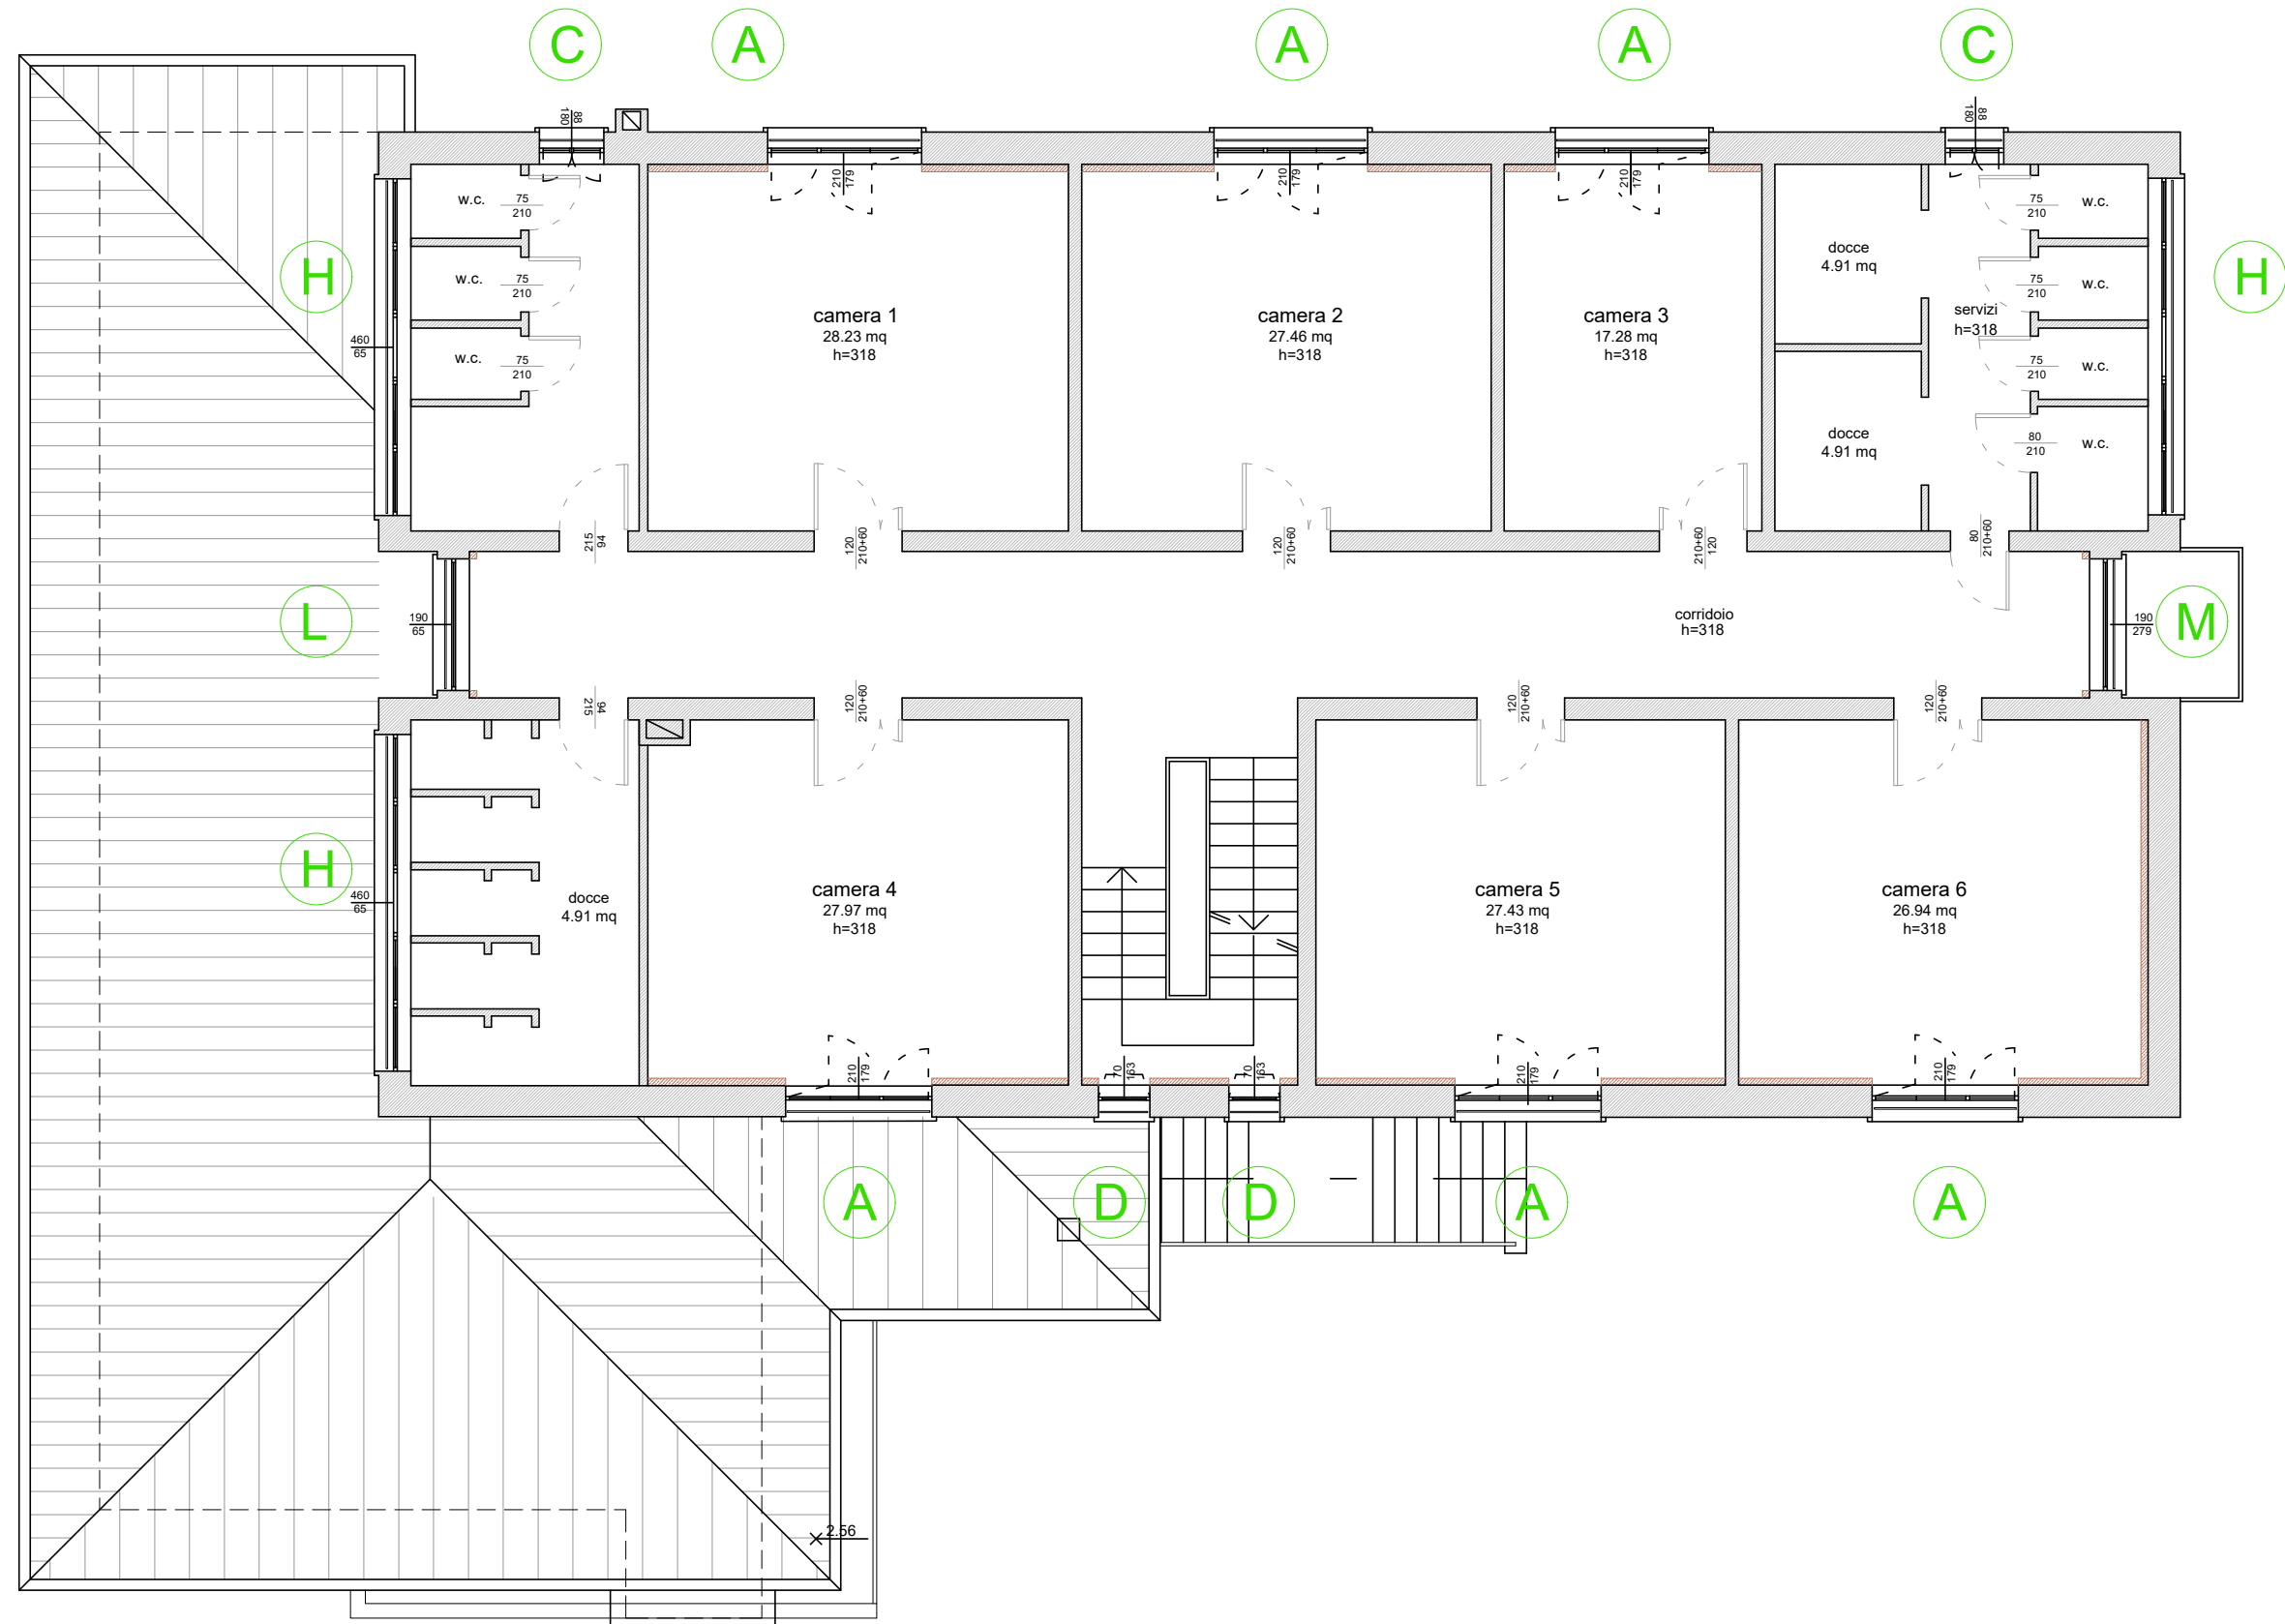 C
A
A
A
C
88
180
88
180
210
179
210
179
210
179
w.c.
75
210
w.c.
75
210
w.c.
75
210
H
460
65
camera 1
28.23 mq
h=318
camera 2
27.46 mq
h=318
camera 3
17.28 mq
h=318
docce
4.91 mq
docce
4.91 mq
servizi
h=318
75
210
w.c.
75
210
w.c.
75
210
w.c.
80
210
w.c.
H
215
94
120
210+60
120
210+60
210+60
120
80
210+60
L
190
65
corridoio
h=318
190
279
M
94
215
120
210+60
120
210+60
120
210+60
H
460
65
docce
4.91 mq
camera 4
27.97 mq
h=318
camera 5
27.43 mq
h=318
camera 6
26.94 mq
h=318
210
179
70
163
70
163
210
179
210
179
A
D
D
A
A
2.56